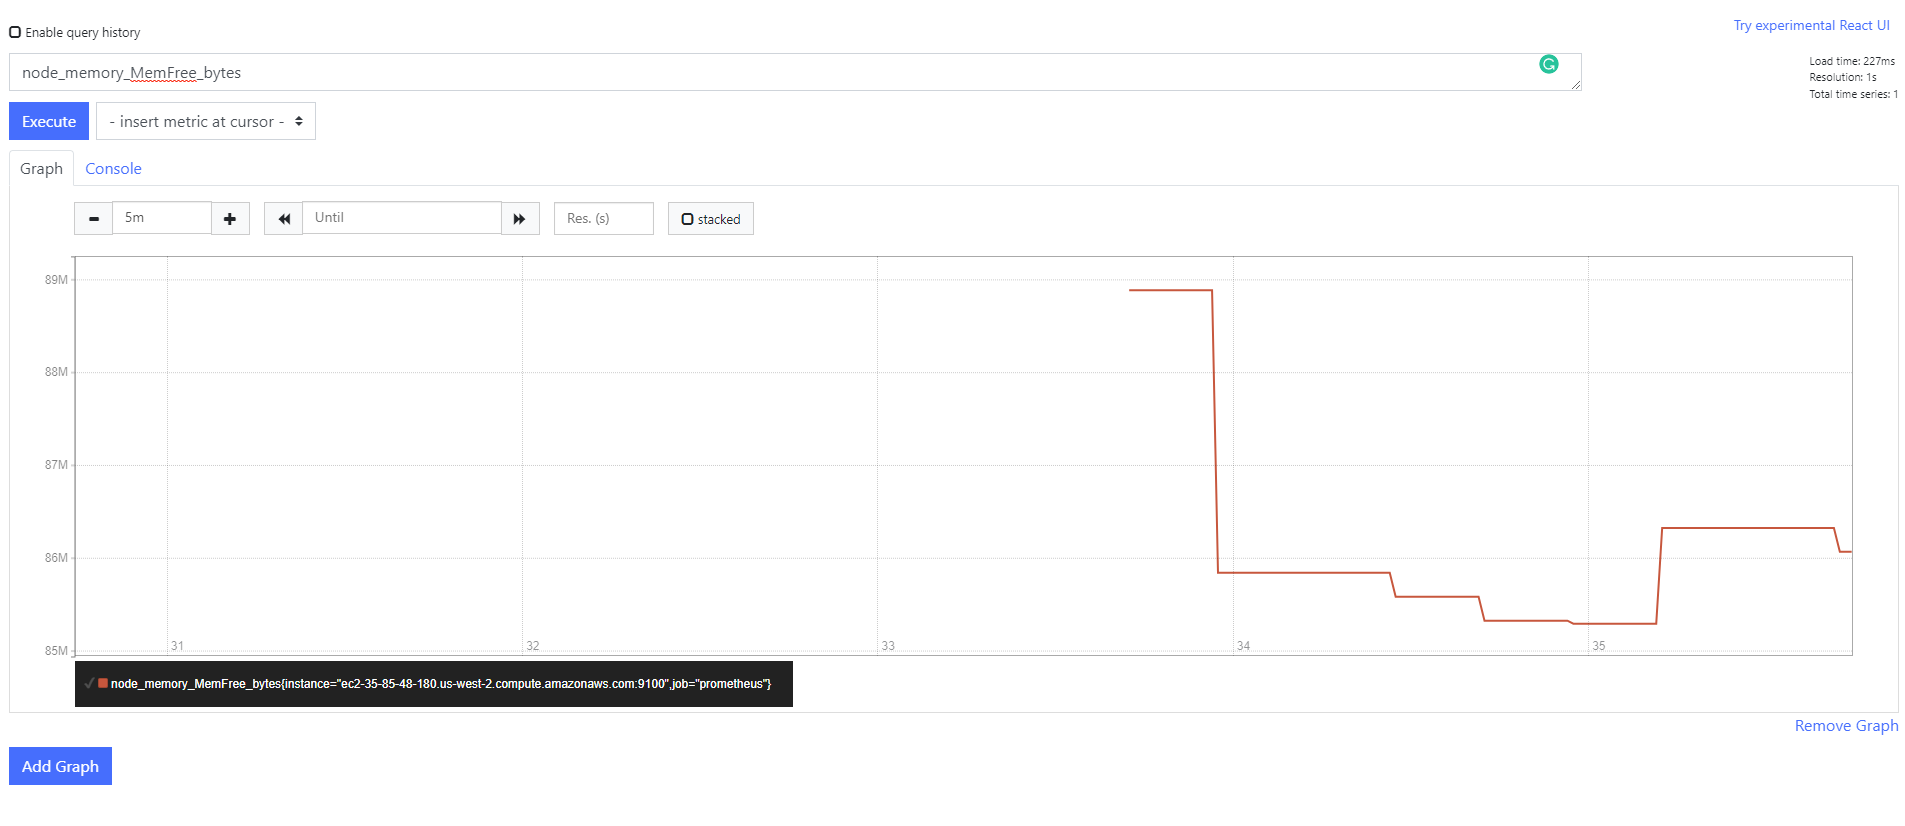 Enable query history
Try experimental React UI
node_memory_MemFree_bytes
Load time: 227ms
Resolution: 1s
Total time series: 1
Execute
- insert metric at cursor -
Graph
Console
5m
Until
Res. (s)
stacked
89M
88M
87M
86M
85M
31
32
33
34
35
node_memory_MemFree_bytes{instance="ec2-35-85-48-180.us-west-2.compute.amazonaws.com:9100",job="prometheus"}
Remove Graph
Add Graph